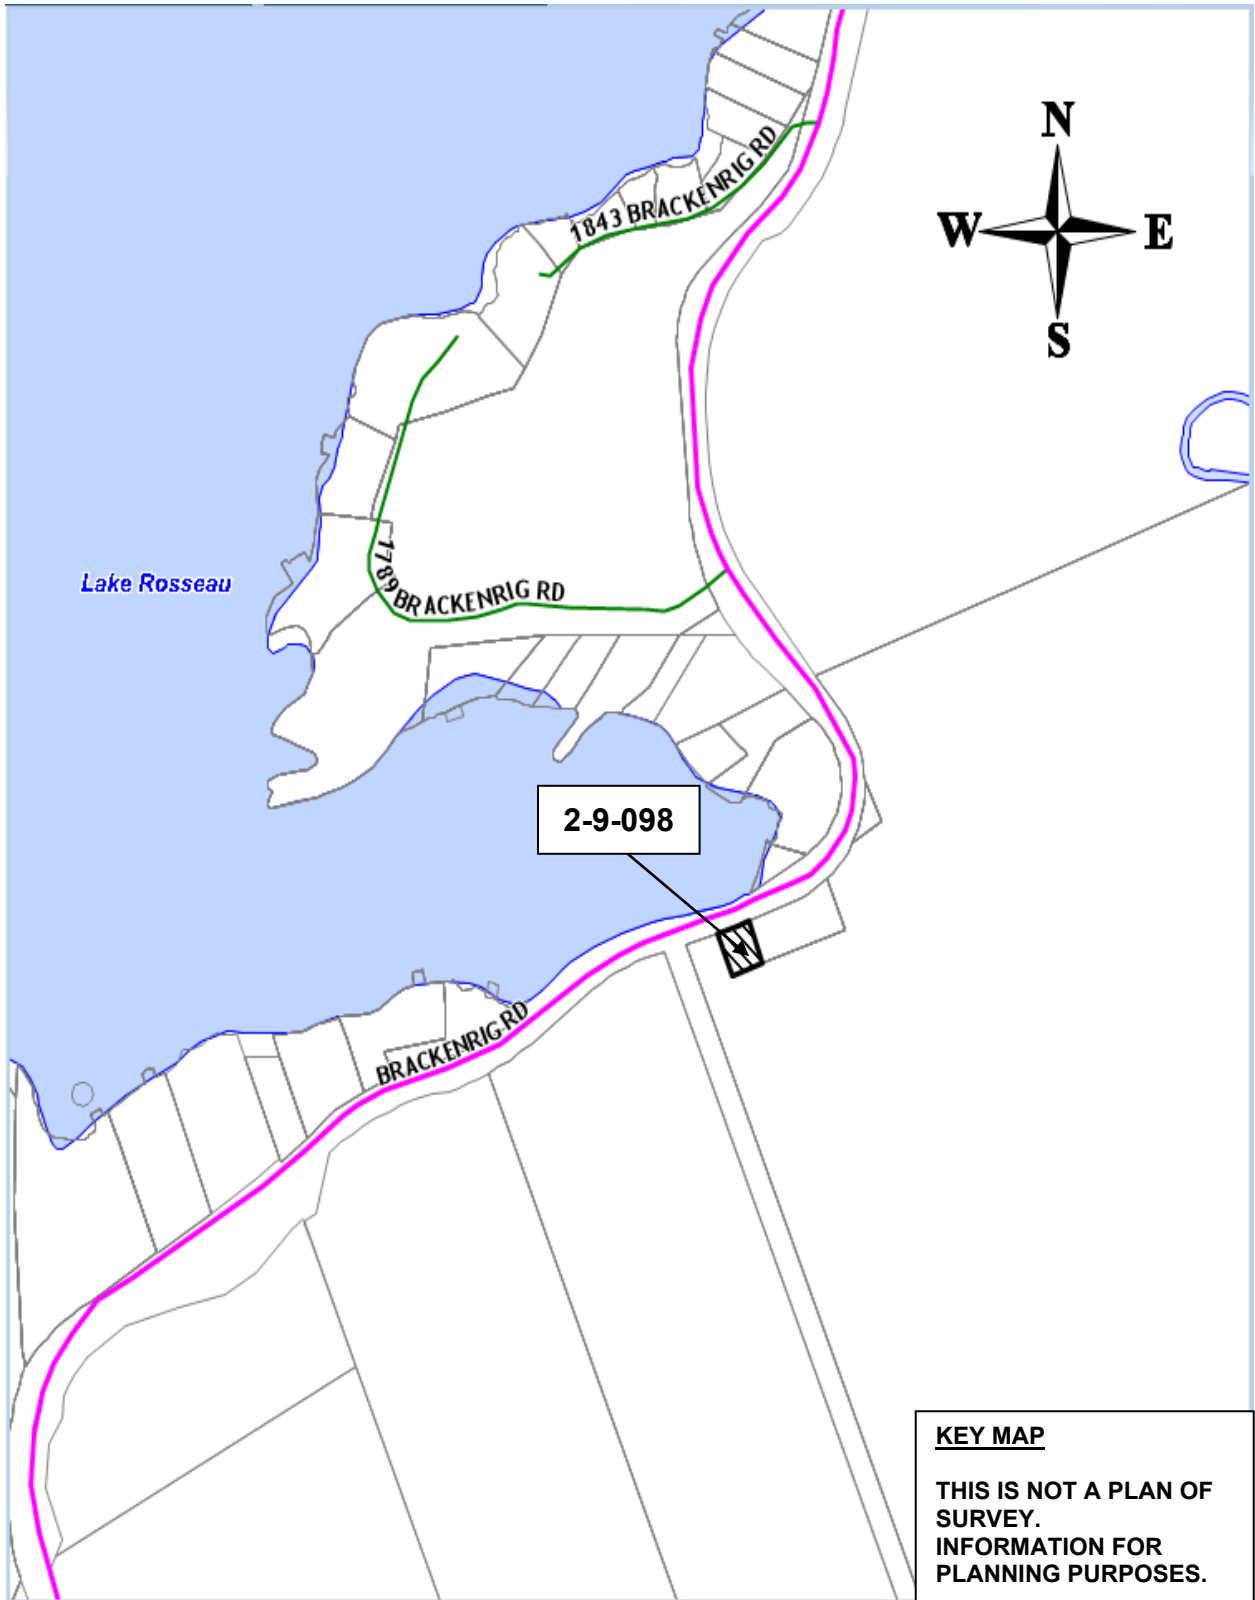 N
1843 BRACKENRIG RD
W E
S
Lake Rosseau
1789 BRACKENRIG RD
2-9-098
BRACKENRIG RD
KEY MAP
THIS IS NOT A PLAN OF
SURVEY.
INFORMATION FOR
PLANNING PURPOSES.